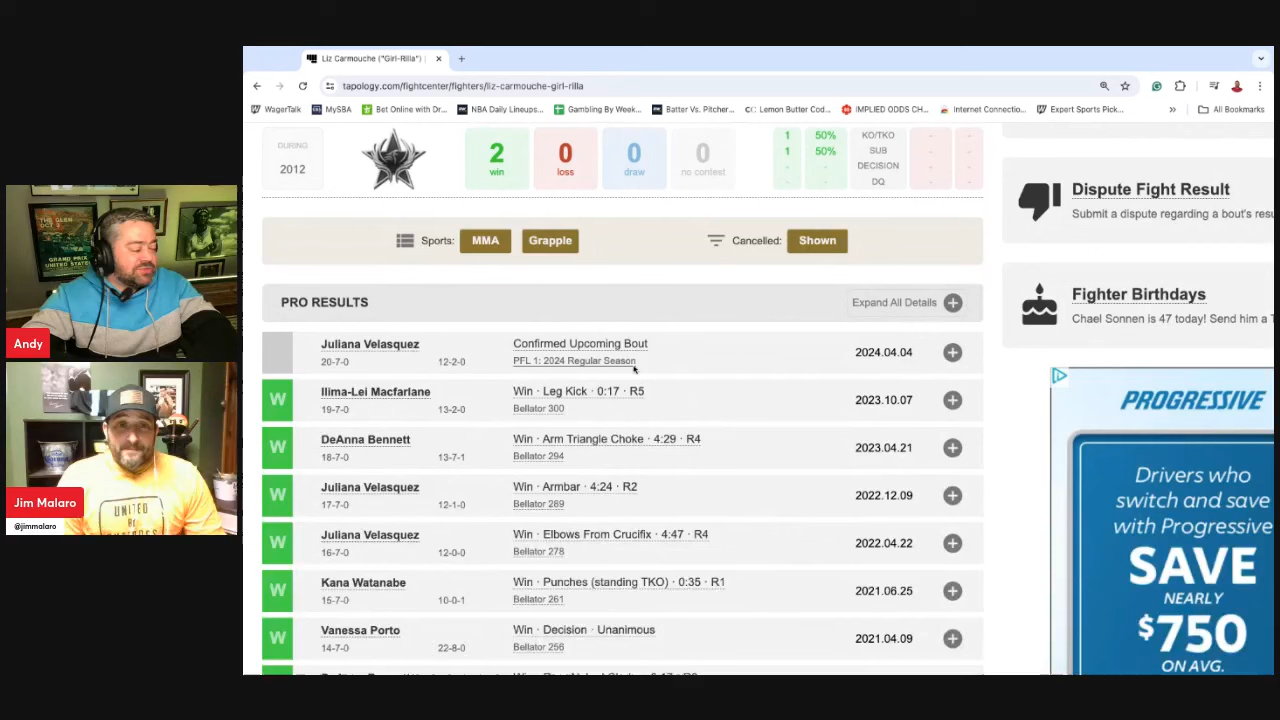 Liz Carmouche ("Girl-Rilla") |
tapology.com/fightcenter/fighters/liz-carmouche-girl-rilla
WagerTalk
MySBA
Bet Online with Dr...
NBA Daily Lineups...
Gambling By Week...
Batter Vs. Pitcher...
Lemon Butter Cod...
IMPLIED ODDS CH...
Internet Connectio...
Expert Sports Pick...
»
All Bookmarks
DURING
2012
2
win
0
loss
0
draw
0
no contest
1 50% KO/TKO - -
1 50% SUB - -
- - DECISION - -
- - DQ - -
Sports: MMA Grapple
Cancelled: Shown
PRO RESULTS
Expand All Details
Juliana Velasquez
20-7-0 12-2-0
Confirmed Upcoming Bout
PFL 1: 2024 Regular Season
2024.04.04
W
Ilima-Lei Macfarlane
19-7-0 13-2-0
Win · Leg Kick · 0:17 · R5
Bellator 300
2023.10.07
W
DeAnna Bennett
18-7-0 13-7-1
Win · Arm Triangle Choke · 4:29 · R4
Bellator 294
2023.04.21
W
Juliana Velasquez
17-7-0 12-1-0
Win · Armbar · 4:24 · R2
Bellator 289
2022.12.09
W
Juliana Velasquez
16-7-0 12-0-0
Win · Elbows From Crucifix · 4:47 · R4
Bellator 278
2022.04.22
W
Kana Watanabe
15-7-0 10-0-1
Win · Punches (standing TKO) · 0:35 · R1
Bellator 261
2021.06.25
W
Vanessa Porto
14-7-0 22-8-0
Win · Decision · Unanimous
Bellator 256
2021.04.09
Dispute Fight Result
Submit a dispute regarding a bout's resu
Fighter Birthdays
Chael Sonnen is 47 today! Send him a T
PROGRESSIVE
Drivers who
switch and save
with Progressive
SAVE
NEARLY
$750
ON AVG.
THE GLEN
OCT 3
GRAND PRIX
UNITED STATES
Andy
UNITED
Jim Malaro
@jimmalaro